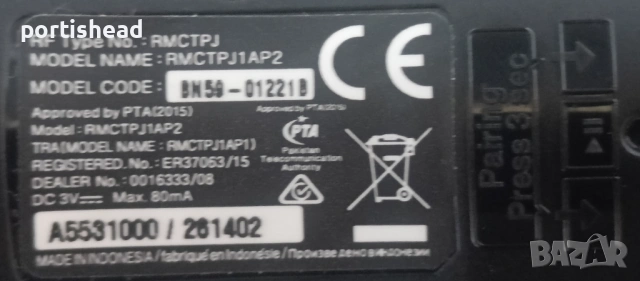 portishead
RF Type No.: RMCTPJ
MODEL NAME: RMCTPJ1AP2
MODEL CODE: BN59-01221B
CE
Approved by PTA(2015)
Model: RMCTPJ1AP2
TRA(MODEL NAME: RMCTPJ1AP1)
REGISTERED. No.: ER37063/15
DEALER No.: 0016333/08
DC 3V Max. 80mA
Approved by PTA(2015)
PTA
Pakistan
Telecommunication
Authority
A5531000 / 261402
MADE IN INDONESIA / fabriqué en Indonésie / Произведено в Индонезии
Pairing
Press 3 sec
BAZAR